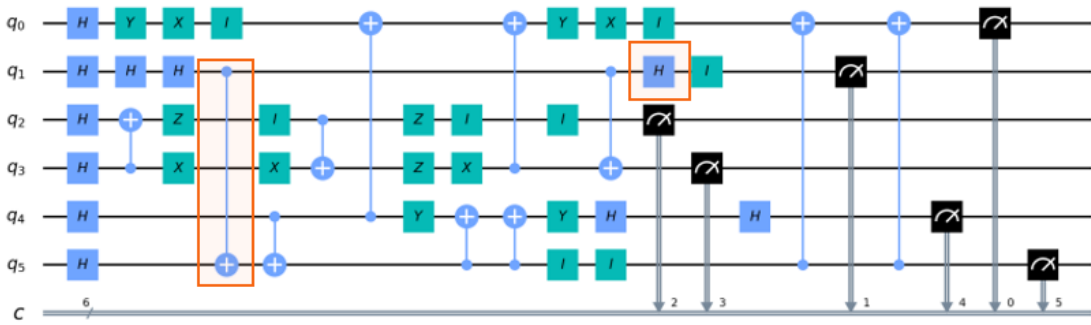 q0 H Y X I Y X I
q1 H H H H I
q2 H Z I Z I I
q3 H X X Z X
q4 H Y Y H H
q5 H I I
c 6 2 3 1 4 0 5